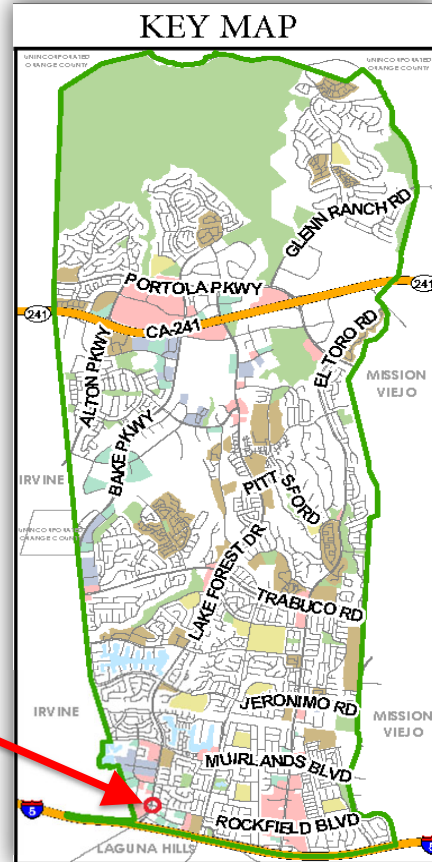 KEY MAP
UNINCORPORATED
ORANGE COUNTY
UNINCORPORATED
ORANGE COUNTY
GLENN RANCH RD
PORTOLA PKWY
241
241
CA-241
EL TORO RD
ALTON PKWY
MISSION
VIEJO
BAKE PKWY
IRVINE
PITTSFORD
UNINCORPORATED
ORANGE COUNTY
LAKE FOREST DR
TRABUCO RD
IRVINE
JERONIMO RD
MISSION
VIEJO
MUIRLANDS BLVD
5
ROCKFIELD BLVD
5
LAGUNA HILLS